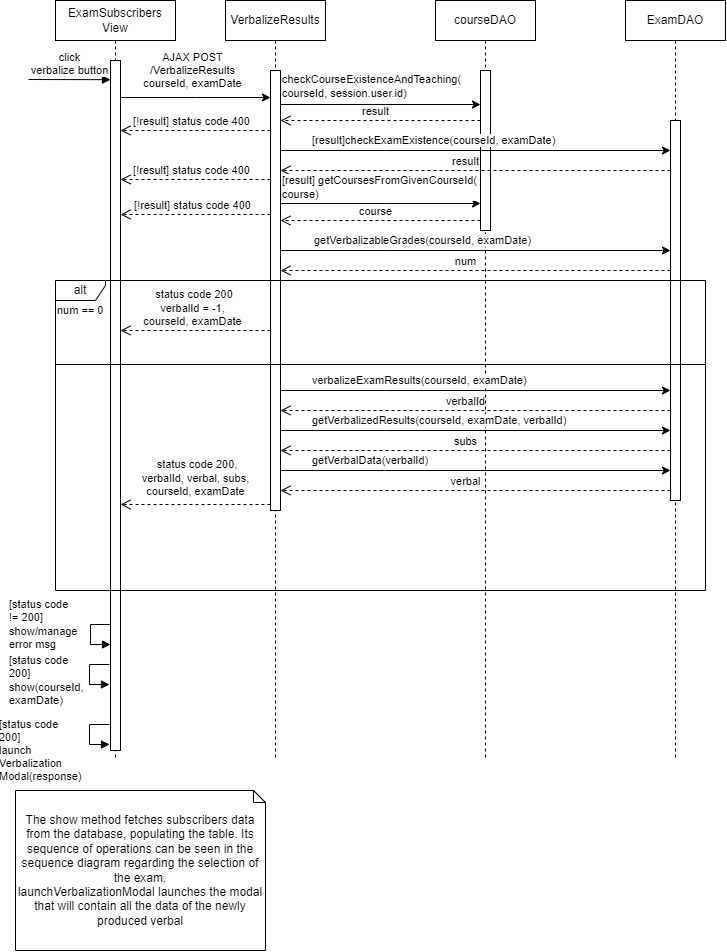 ExamSubscribers
View
VerbalizeResults
courseDAO
ExamDAO
click
verbalize button
AJAX POST
/VerbalizeResults
courseId, examDate
checkCourseExistenceAndTeaching(
courseId, session.user.id)
result
[!result] status code 400
[result]checkExamExistence(courseId, examDate)
result
[!result] status code 400
[result] getCoursesFromGivenCourseId(
course)
[!result] status code 400
course
getVerbalizableGrades(courseId, examDate)
num
alt
num == 0
status code 200
verbalId = -1,
courseId, examDate
verbalizeExamResults(courseId, examDate)
verbalId
getVerbalizedResults(courseId, examDate, verbalId)
subs
getVerbalData(verbalId)
verbal
status code 200,
verbalId, verbal, subs,
courseId, examDate
[status code
!= 200]
show/manage
error msg
[status code
200]
show(courseId,
examDate)
[status code
200]
launch
Verbalization
Modal(response)
The show method fetches subscribers data
from the database, populating the table. Its
sequence of operations can be seen in the
sequence diagram regarding the selection of
the exam.
launchVerbalizationModal launches the modal
that will contain all the data of the newly
produced verbal